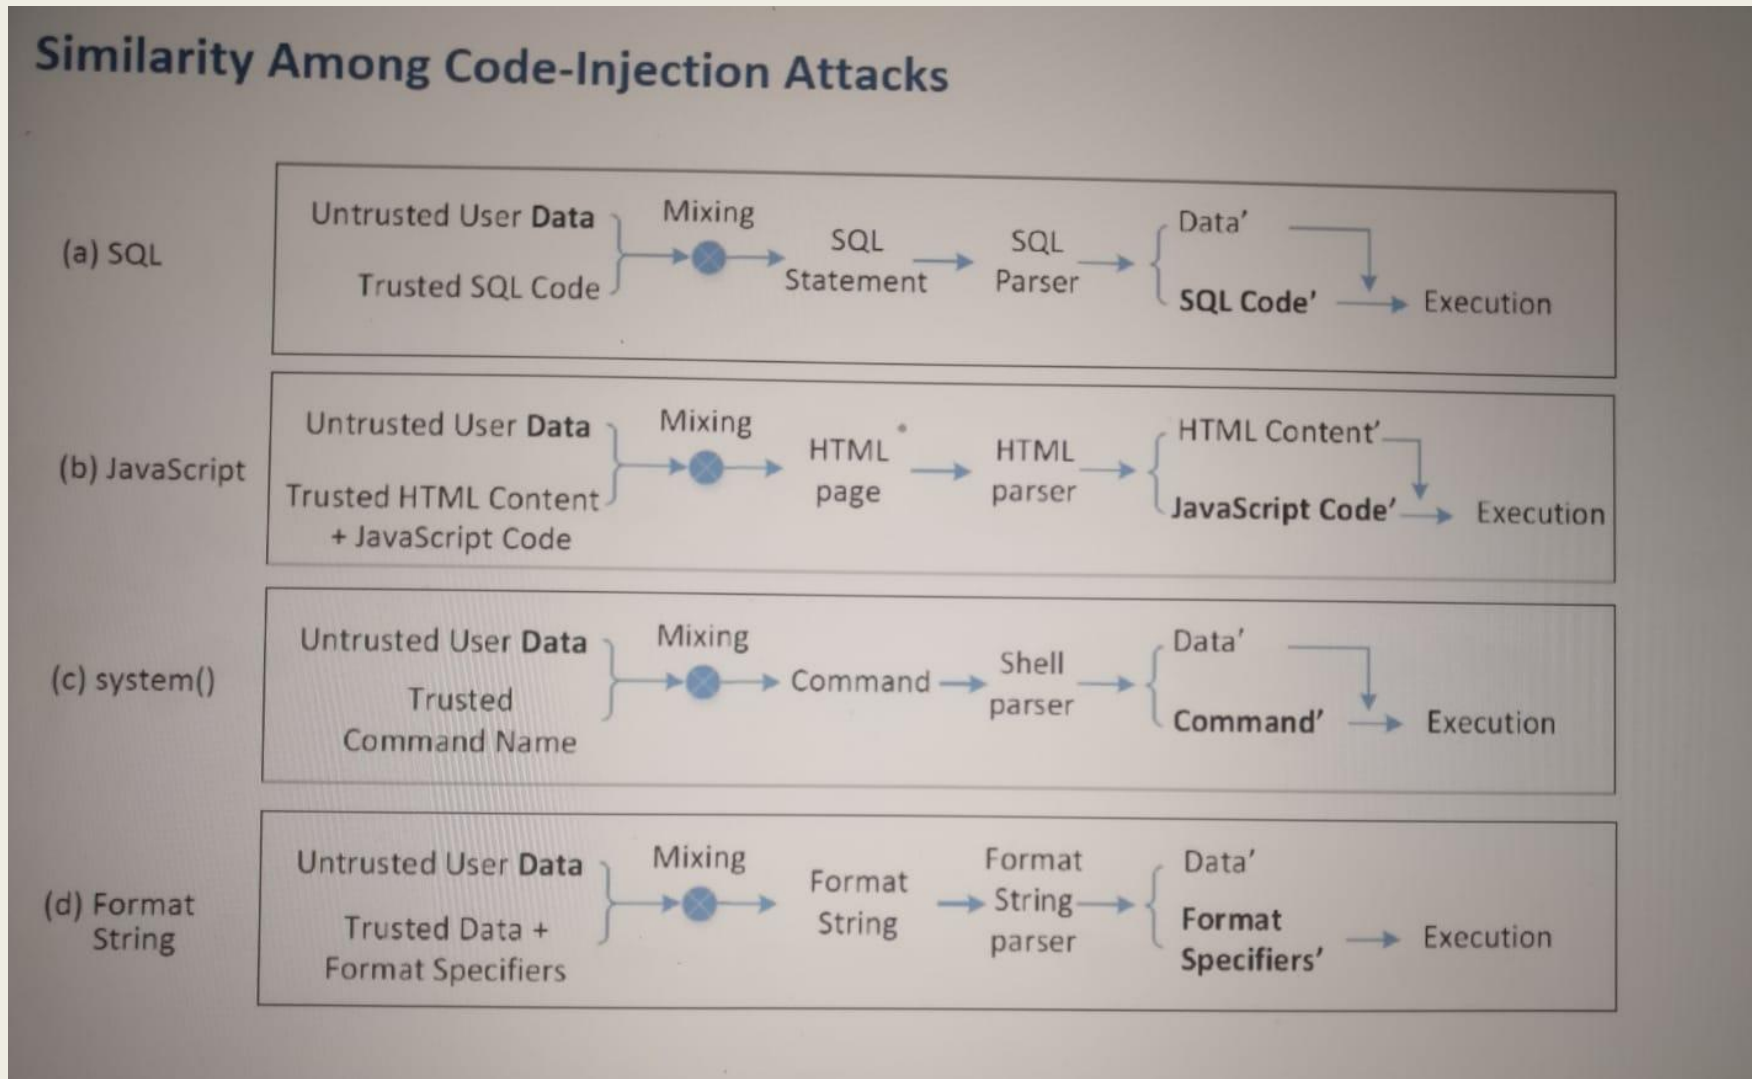 Similarity Among Code-Injection Attacks
(a) SQL
Untrusted User Data
Trusted SQL Code
Mixing
SQL
Statement
SQL
Parser
Data’
SQL Code’
Execution
(b) JavaScript
Untrusted User Data
Trusted HTML Content
+ JavaScript Code
Mixing
HTML
page
HTML
parser
HTML Content’
JavaScript Code’
Execution
(c) system()
Untrusted User Data
Trusted
Command Name
Mixing
Command
Shell
parser
Data’
Command’
Execution
(d) Format
String
Untrusted User Data
Trusted Data +
Format Specifiers
Mixing
Format
String
Format
String
parser
Data’
Format
Specifiers’
Execution